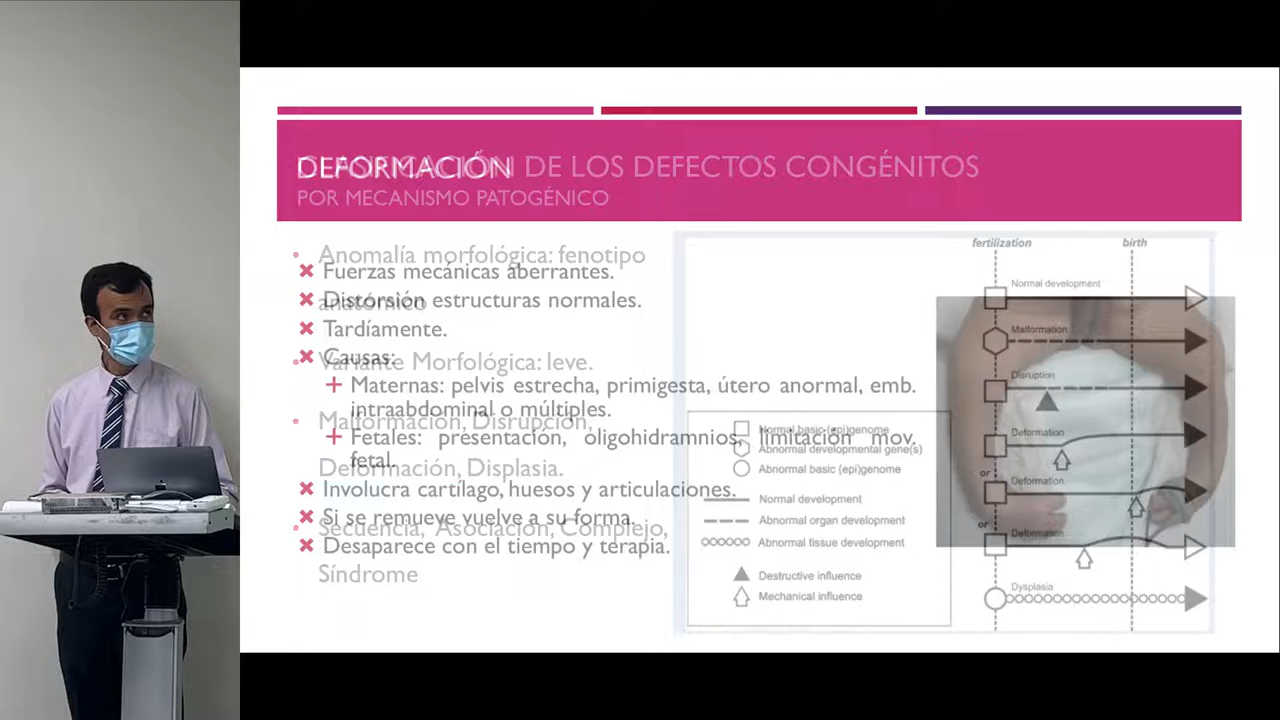 DEFORMACIÓN
CLASIFICACIÓN DE LOS DEFECTOS CONGÉNITOS
POR MECANISMO PATOGÉNICO
Fuerzas mecánicas aberrantes.
Distorsión estructuras normales.
Tardíamente.
Causas:
Maternas: pelvis estrecha, primigesta, útero anormal, emb.
intraabdominal o múltiples.
Fetales: presentación, oligohidramnios, limitación mov.
fetal.
Involucra cartílago, huesos y articulaciones.
Si se remueve vuelve a su forma.
Desaparece con el tiempo y terapia.
Anomalía morfológica: fenotipo
anatómico
Variante Morfológica: leve.
Malformación, Disrupción,
Deformación, Displasia.
Secuencia, Asociación, Complejo,
Síndrome
fertilization
birth
Normal development
Malformation
Disruption
Deformation
or
Deformation
or
Deformation
Dysplasia
Normal basic (epi)genome
Abnormal developmental gene(s)
Abnormal basic (epi)genome
Normal development
Abnormal organ development
Abnormal tissue development
Destructive influence
Mechanical influence